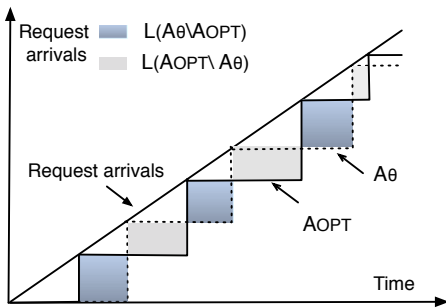 Request
arrivals
L(Aθ\AOPT)
L(AOPT\ Aθ)
Request arrivals
Aθ
AOPT
Time